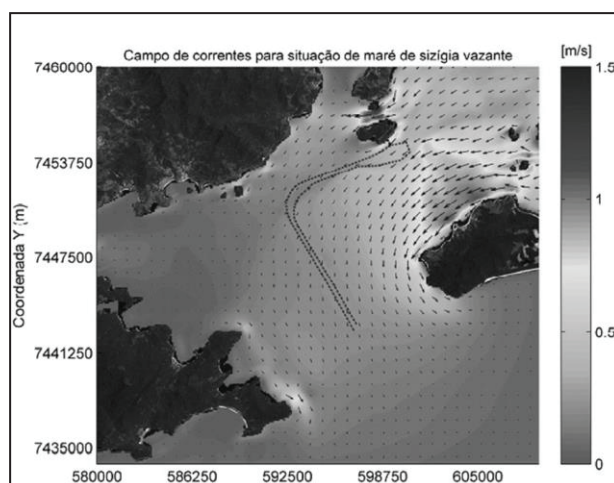 Campo de correntes para situação de maré de sizígia vazante
[m/s]
7460000
7453750
7447500
7441250
7435000
Coordenada Y (m)
580000 586250 592500 598750 605000
1.5
1
0.5
0